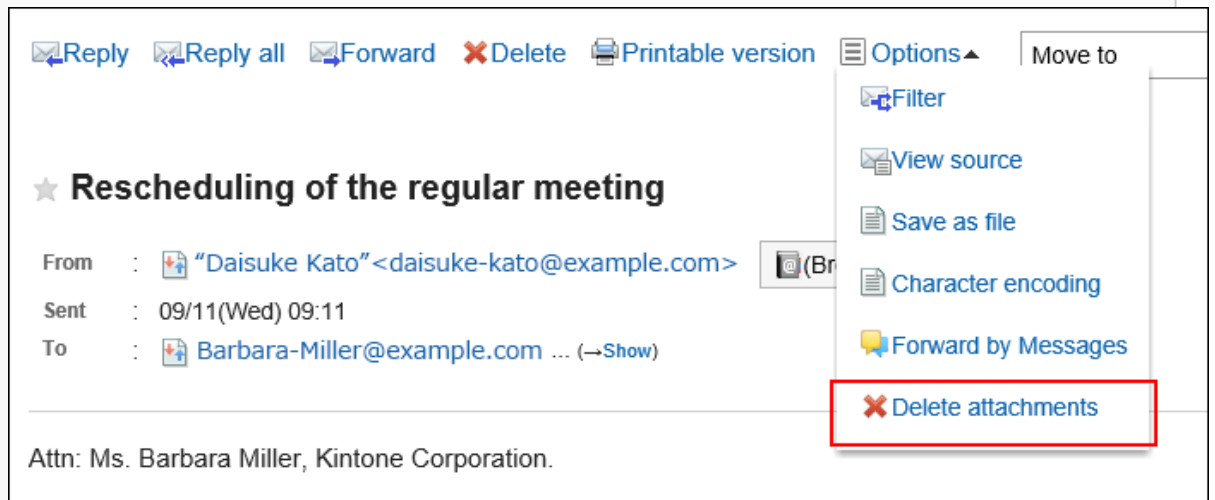 Reply Reply all Forward Delete Printable version Options▲ Move to
Filter
View source
Save as file
Character encoding
Forward by Messages
Delete attachments
Rescheduling of the regular meeting
From : “Daisuke Kato”<daisuke-kato@example.com> (Br
Sent : 09/11(Wed) 09:11
To : Barbara-Miller@example.com ... (→Show)
Attn: Ms. Barbara Miller, Kintone Corporation.